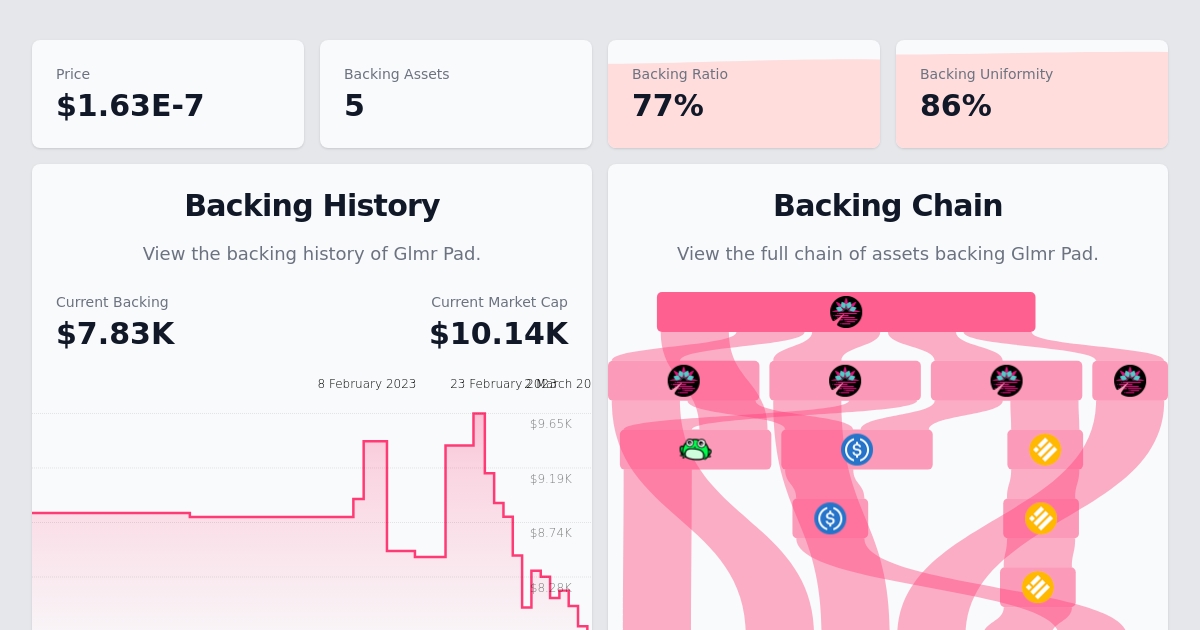 Price
$1.63E-7
Backing Assets
5
Backing Ratio
77%
Backing Uniformity
86%
Backing History
View the backing history of Glmr Pad.
Current Backing
$7.83K
Current Market Cap
$10.14K
8 February 2023
23 February 2023
2 March 20
$9.65K
$9.19K
$8.74K
$8.28K
Backing Chain
View the full chain of assets backing Glmr Pad.